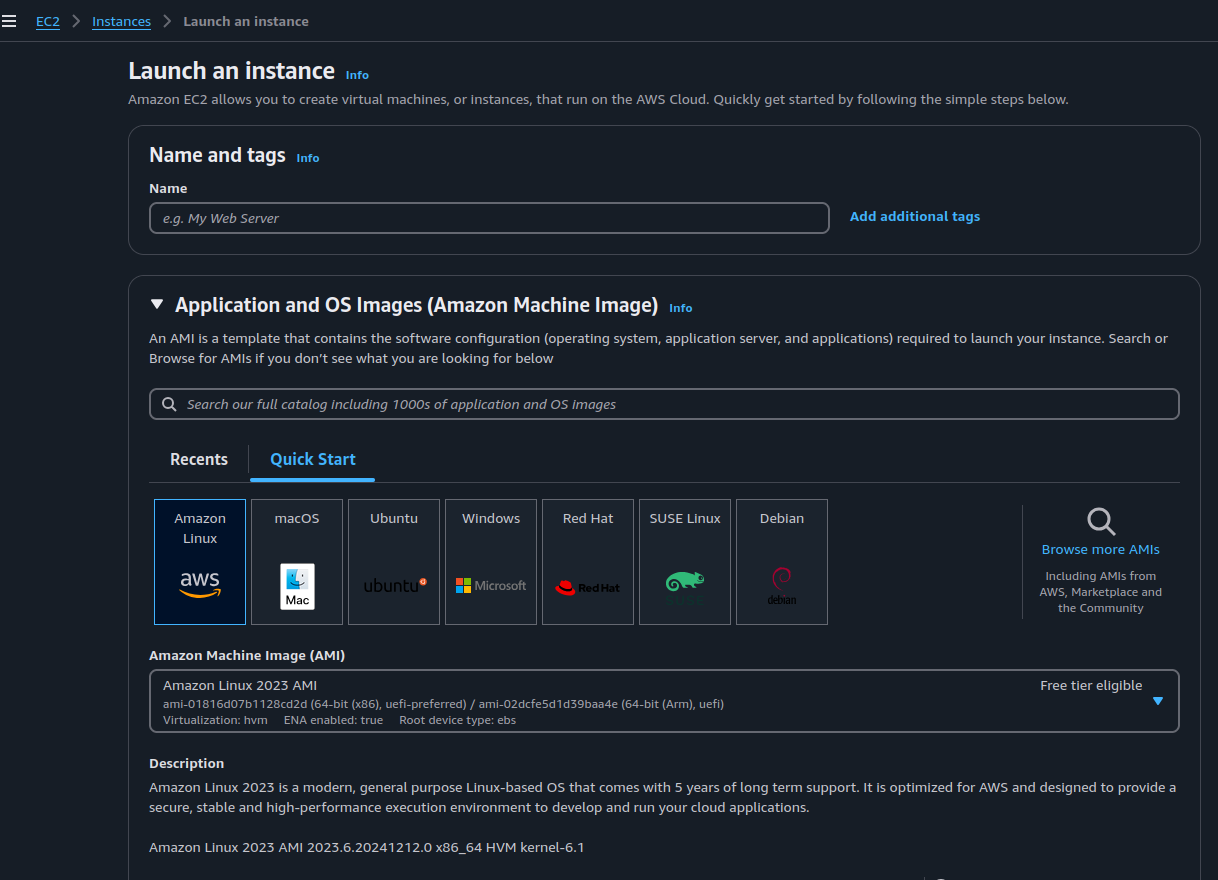 EC2 > Instances > Launch an instance
Launch an instance Info
Amazon EC2 allows you to create virtual machines, or instances, that run on the AWS Cloud. Quickly get started by following the simple steps below.
Name and tags Info
Name
e.g. My Web Server
Add additional tags
Application and OS Images (Amazon Machine Image) Info
An AMI is a template that contains the software configuration (operating system, application server, and applications) required to launch your instance. Search or
Browse for AMIs if you don’t see what you are looking for below
Search our full catalog including 1000s of application and OS images
Recents
Quick Start
Amazon
Linux
aws
macOS
Mac
Ubuntu
ubuntu
Windows
Microsoft
Red Hat
Red Hat
SUSE Linux
Debian
debian
Browse more AMIs
Including AMIs from
AWS, Marketplace and
the Community
Amazon Machine Image (AMI)
Amazon Linux 2023 AMI
Free tier eligible
ami-01816d07b1128cd2d (64-bit (x86), uefi-preferred) / ami-02dcfe5d1d39baa4e (64-bit (Arm), uefi)
Virtualization: hvm ENA enabled: true Root device type: ebs
Description
Amazon Linux 2023 is a modern, general purpose Linux-based OS that comes with 5 years of long term support. It is optimized for AWS and designed to provide a
secure, stable and high-performance execution environment to develop and run your cloud applications.
Amazon Linux 2023 AMI 2023.6.20241212.0 x86_64 HVM kernel-6.1